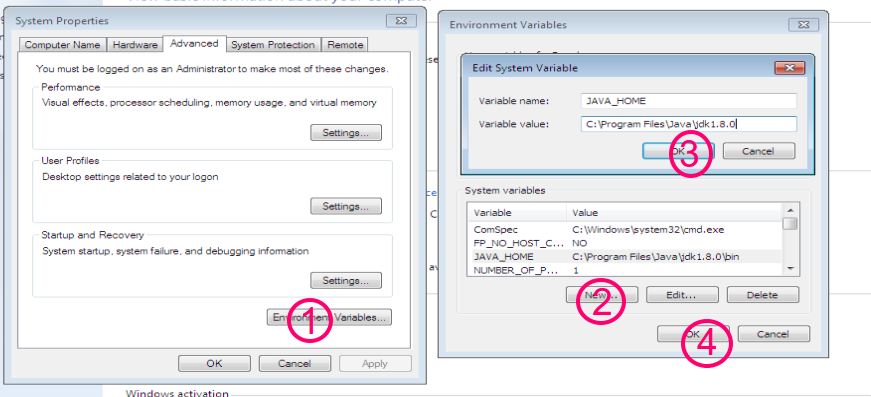 View basic information about your computer
System Properties
Computer Name Hardware Advanced System Protection Remote
You must be logged on as an Administrator to make most of these changes.
Performance
Visual effects, processor scheduling, memory usage, and virtual memory
Settings...
User Profiles
Desktop settings related to your logon
Settings...
Startup and Recovery
System startup, system failure, and debugging information
Settings...
1
Environment Variables...
OK Cancel Apply
Windows activation
Environment Variables
Edit System Variable
Variable name: JAVA_HOME
Variable value: C:\Program Files\Java\jdk1.8.0
OK Cancel
3
System variables
Variable Value
ComSpec C:\Windows\system32\cmd.exe
FP_NO_HOST_C... NO
JAVA_HOME C:\Program Files\Java\jdk1.8.0\bin
NUMBER_OF_P... 1
New... Edit... Delete
2
OK Cancel
4